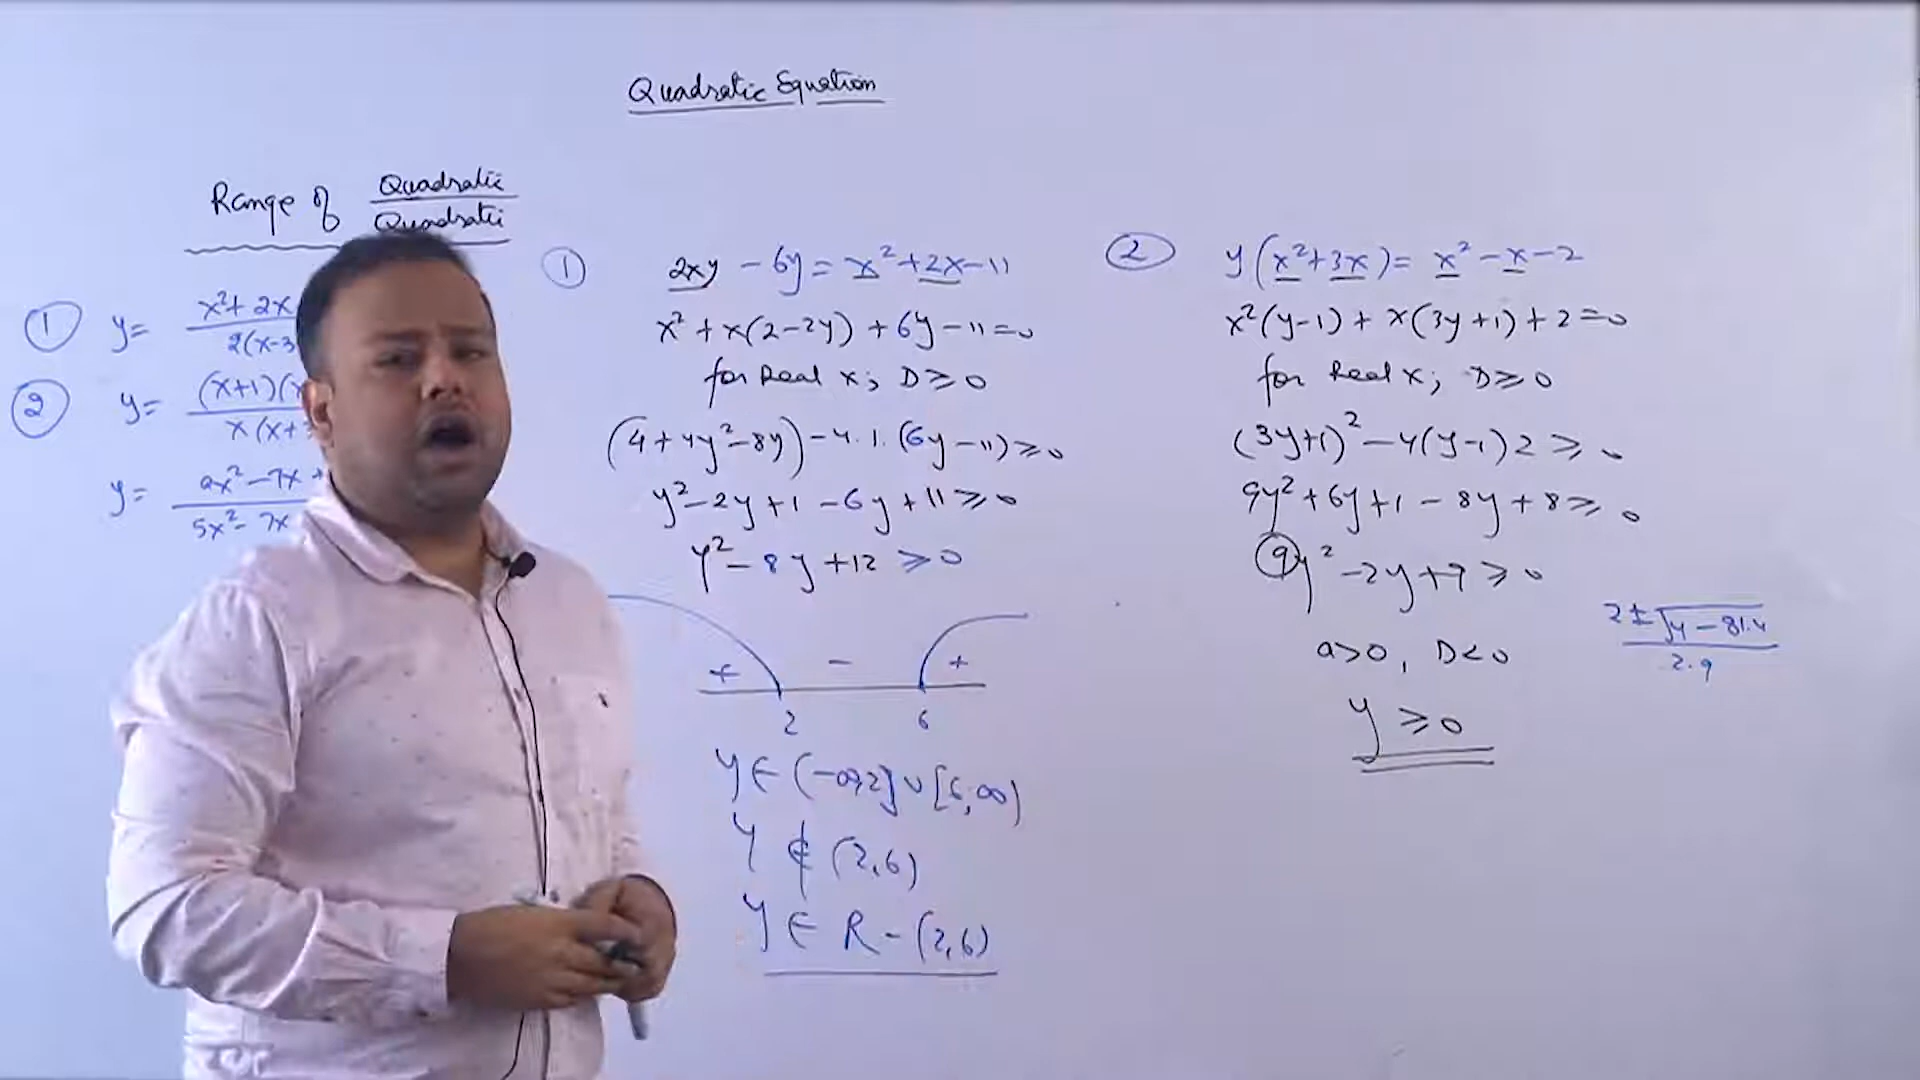 Quadratic Equation
Range of Quadratic
Quadratic
① y= x²+2x
2(x-3
② y= (x+1)(
x(x+
y= ax²-7x+
5x²-7x
① 2xy - 6y = x²+2x-11
x²+x(2-2y)+6y-11=0
for Real x; D≥0
(4+4y²-8y)-4.1.(6y-11)≥0
y²-2y+1-6y+11≥0
y²-8y+12≥0
+ - +
2 6
y∈(-∞,2]∪[6,∞)
y∉(2,6)
y∈R-(2,6)
② y(x²+3x)=x²-x-2
x²(y-1)+x(3y+1)+2=0
for Real x; D≥0
(3y+1)²-4(y-1)2≥0
9y²+6y+1-8y+8≥0
9y²-2y+9≥0
a>0, D<0
y≥0
2±√4-81.4
2.9